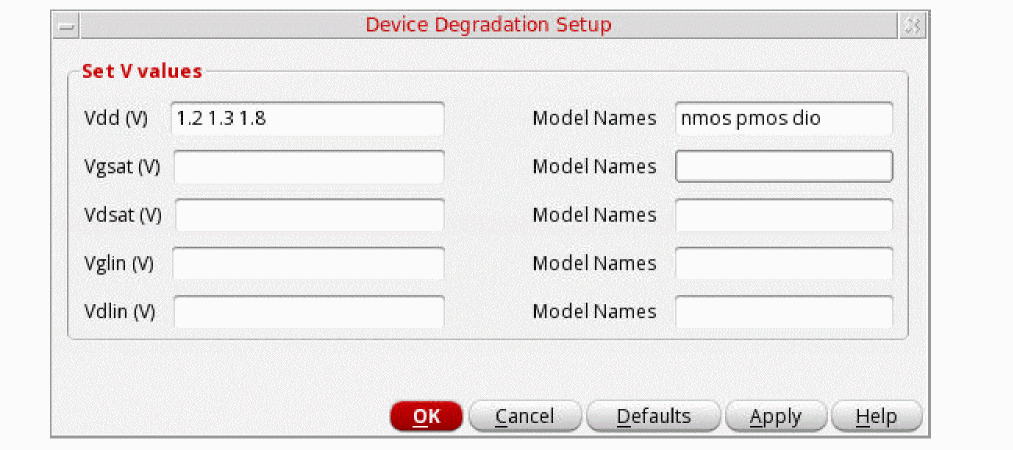 Device Degradation Setup
Set V values
Vdd (V) 1.2 1.3 1.8 Model Names nmos pmos dio
Vgsat (V) Model Names
Vdsat (V) Model Names
Vglin (V) Model Names
Vdlin (V) Model Names
OK Cancel Defaults Apply Help